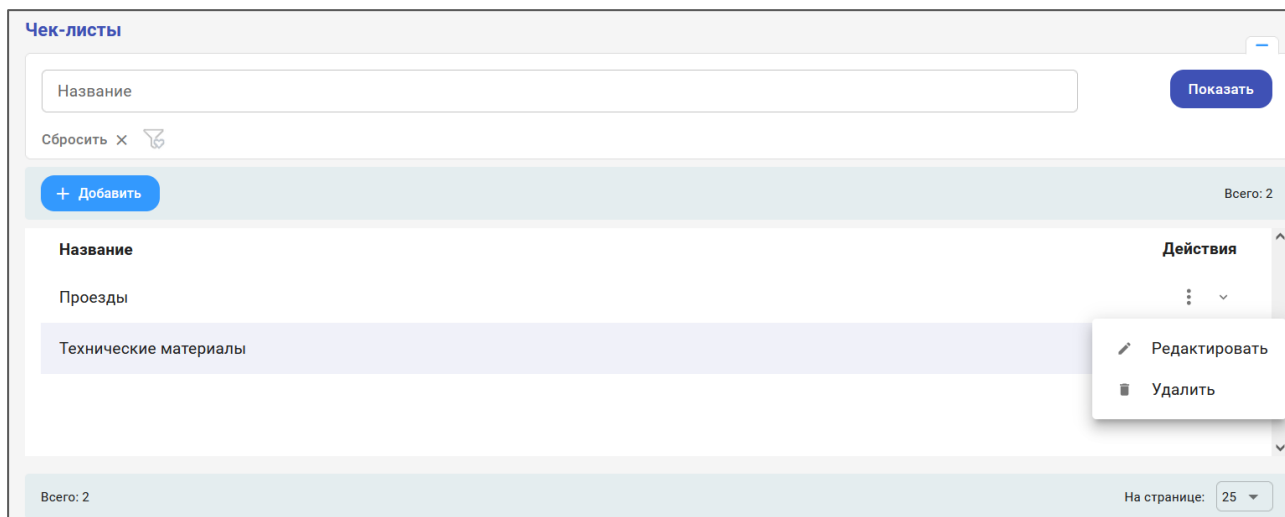 Чек-листы
Название
Показать
Сбросить
Добавить
Всего: 2
Название Действия
Проезды
Технические материалы
Редактировать
Удалить
Всего: 2
На странице: 25